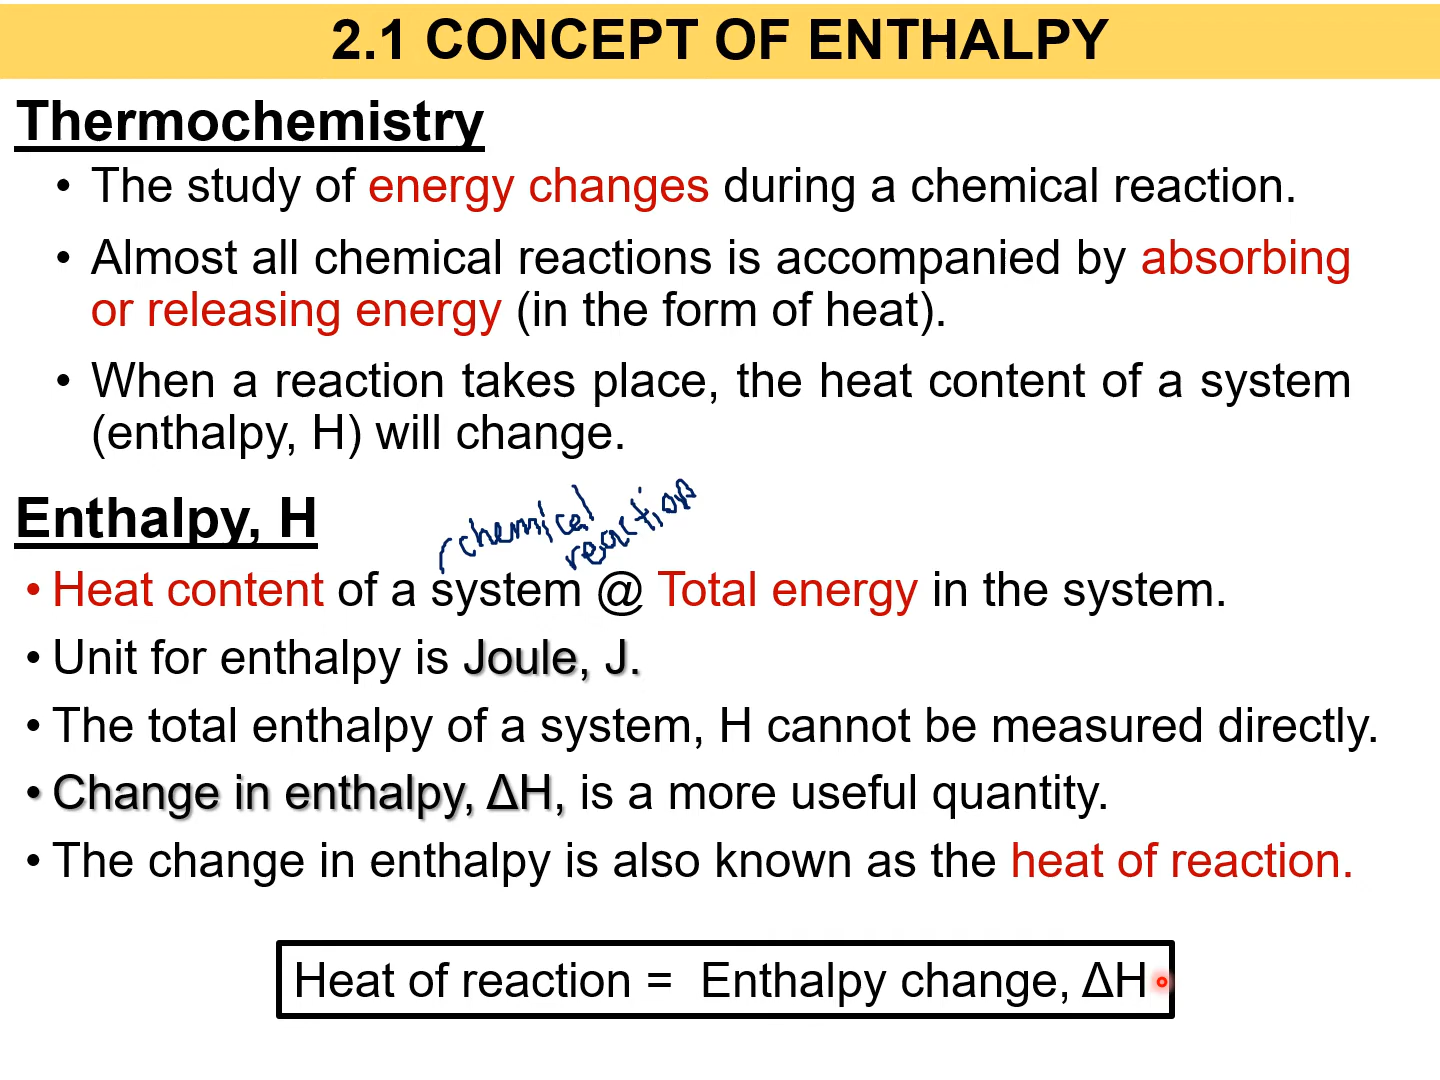 2.1 CONCEPT OF ENTHALPY
Thermochemistry
• The study of energy changes during a chemical reaction.
• Almost all chemical reactions is accompanied by absorbing
or releasing energy (in the form of heat).
• When a reaction takes place, the heat content of a system
(enthalpy, H) will change.
Enthalpy, H
chemical
reaction
• Heat content of a system @ Total energy in the system.
• Unit for enthalpy is Joule, J.
• The total enthalpy of a system, H cannot be measured directly.
• Change in enthalpy, ΔH, is a more useful quantity.
• The change in enthalpy is also known as the heat of reaction.
Heat of reaction = Enthalpy change, ΔH